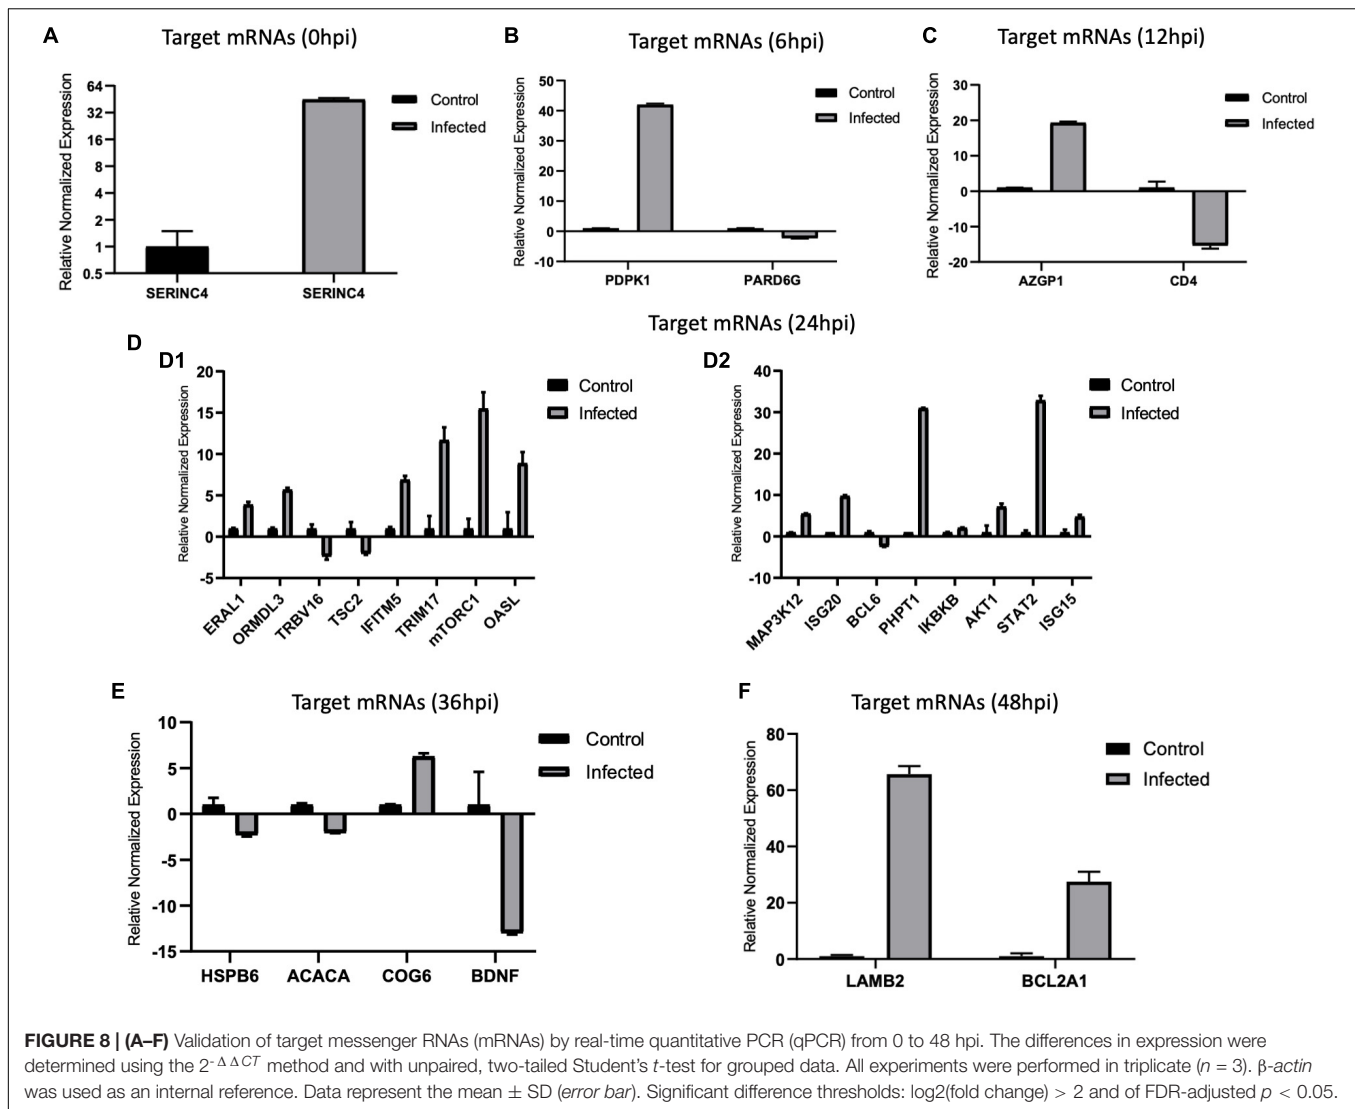 A
Target mRNAs (0hpi)
Relative Normalized Expression
64
32
16
8
4
2
1
0.5
SERINC4
SERINC4
Control
Infected
B
Target mRNAs (6hpi)
Relative Normalized Expression
50
40
30
20
10
0
-10
PDPK1
PARD6G
Control
Infected
C
Target mRNAs (12hpi)
Relative Normalized Expression
30
20
10
0
-10
-20
AZGP1
CD4
Control
Infected
Target mRNAs (24hpi)
D
D1
Relative Normalized Expression
20
15
10
5
0
-5
ERAL1
ORMDL3
TRBV16
TSC2
IFITM5
TRIM17
mTORC1
OASL
Control
Infected
D2
Relative Normalized Expression
40
30
20
10
0
-10
MAP3K12
ISG20
BCL6
PHPT1
IKBKB
AKT1
STAT2
ISG15
Control
Infected
E
Target mRNAs (36hpi)
Relative Normalized Expression
10
5
0
-5
-10
-15
HSPB6
ACACA
COG6
BDNF
Control
Infected
F
Target mRNAs (48hpi)
Relative Normalized Expression
80
60
40
20
0
LAMB2
BCL2A1
Control
Infected
FIGURE 8 | (A–F) Validation of target messenger RNAs (mRNAs) by real-time quantitative PCR (qPCR) from 0 to 48 hpi. The differences in expression were
determined using the 2-ΔΔCT method and with unpaired, two-tailed Student's t-test for grouped data. All experiments were performed in triplicate (n = 3). β-actin
was used as an internal reference. Data represent the mean ± SD (error bar). Significant difference thresholds: log2(fold change) > 2 and of FDR-adjusted p < 0.05.